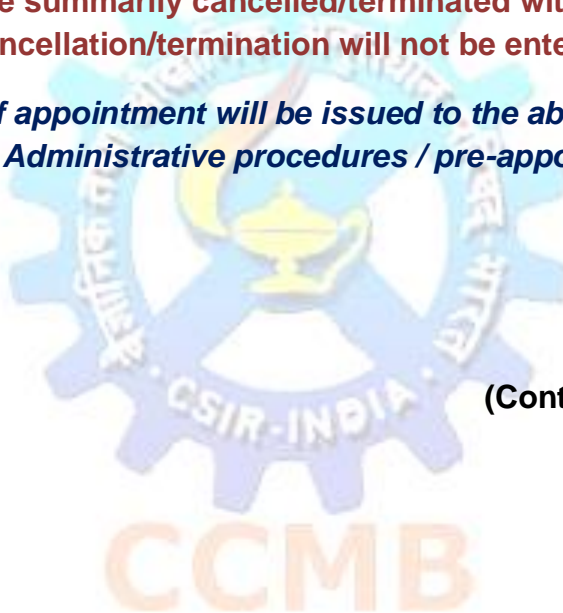 e summarily cancelled/terminated wit
ncellation/termination will not be ente
f appointment will be issued to the ab
Administrative procedures / pre-appo
(Cont
CSIR-INDIA
CCMB